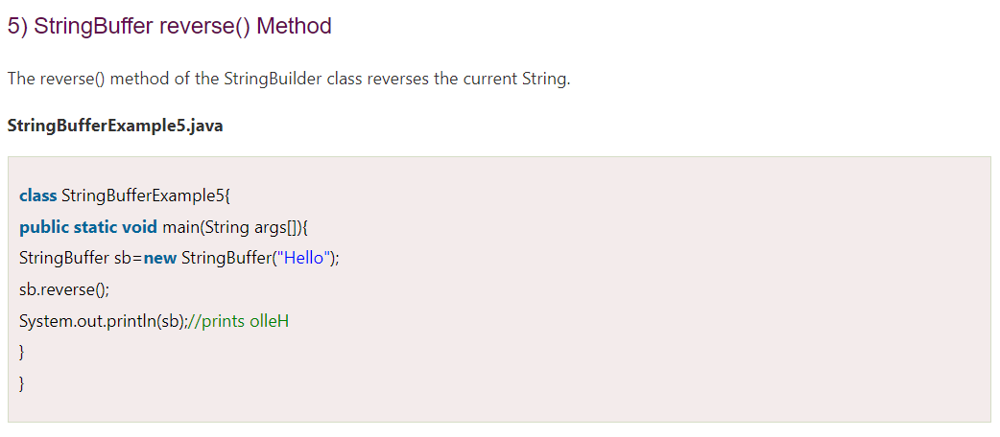 5) StringBuffer reverse() Method
The reverse() method of the StringBuilder class reverses the current String.
StringBufferExample5.java
class StringBufferExample5{
public static void main(String args[]){
StringBuffer sb=new StringBuffer("Hello");
sb.reverse();
System.out.println(sb);//prints olleH
}
}